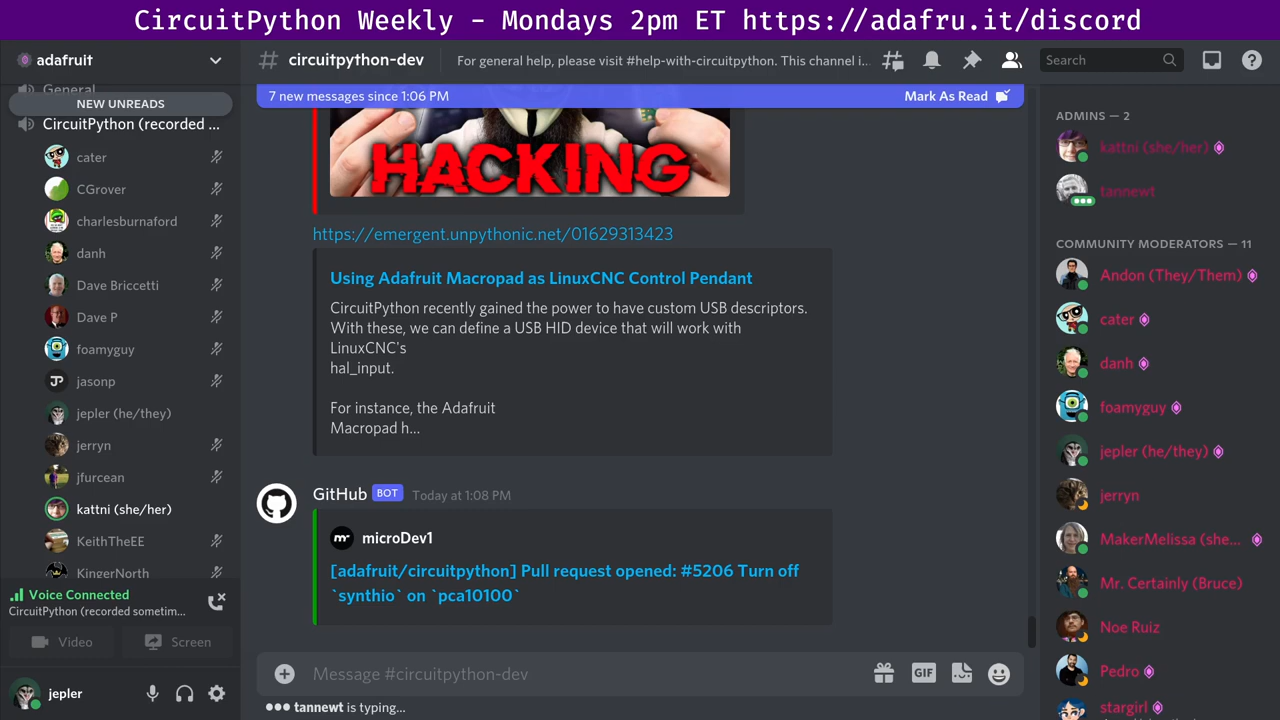 CircuitPython Weekly - Mondays 2pm ET https://adafru.it/discord
adafruit
General
NEW UNREADS
CircuitPython (recorded ...
cater
CGrover
charlesburnaford
danh
Dave Briccetti
Dave P
foamyguy
jasonp
jepler (he/they)
jerryn
jfurcean
kattni (she/her)
KeithTheEE
KingerNorth
Voice Connected
CircuitPython (recorded sometim...
Video
Screen
jepler
# circuitpython-dev
For general help, please visit #help-with-circuitpython. This channel i...
Search
7 new messages since 1:06 PM
Mark As Read
HACKING
https://emergent.unpythonic.net/01629313423
Using Adafruit Macropad as LinuxCNC Control Pendant
CircuitPython recently gained the power to have custom USB descriptors.
With these, we can define a USB HID device that will work with
LinuxCNC's
hal_input.
For instance, the Adafruit
Macropad h...
GitHub BOT Today at 1:08 PM
microDev1
[adafruit/circuitpython] Pull request opened: #5206 Turn off
`synthio` on `pca10100`
Message #circuitpython-dev
GIF
tannewt is typing...
ADMINS — 2
kattni (she/her)
tannewt
COMMUNITY MODERATORS — 11
Andon (They/Them)
cater
danh
foamyguy
jepler (he/they)
jerryn
MakerMelissa (she...
Mr. Certainly (Bruce)
Noe Ruiz
Pedro
stargirl